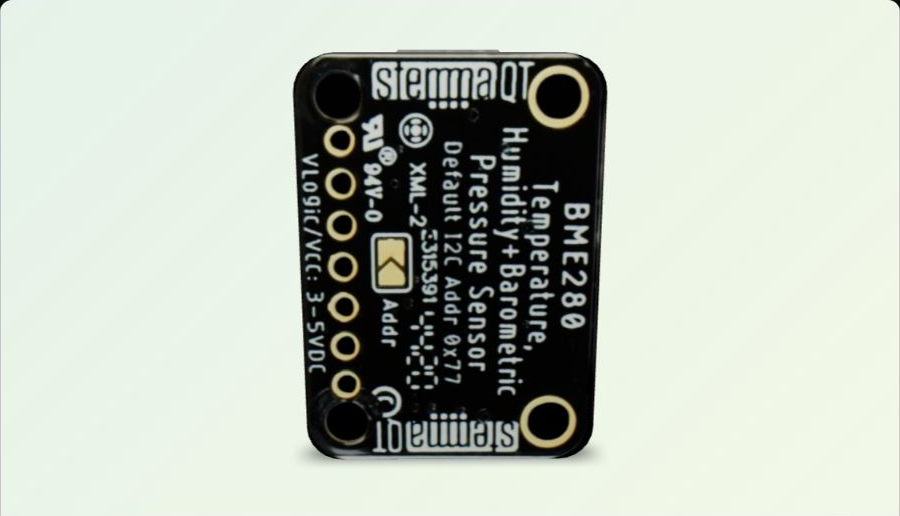 stemma QT
BME280
Temperature,
Humidity+Barometric
Pressure Sensor
Default I2C Addr 0x77
E315391
XML-2
94V-0
Addr
VLogic/VCC: 3-5VDC
stemma QT